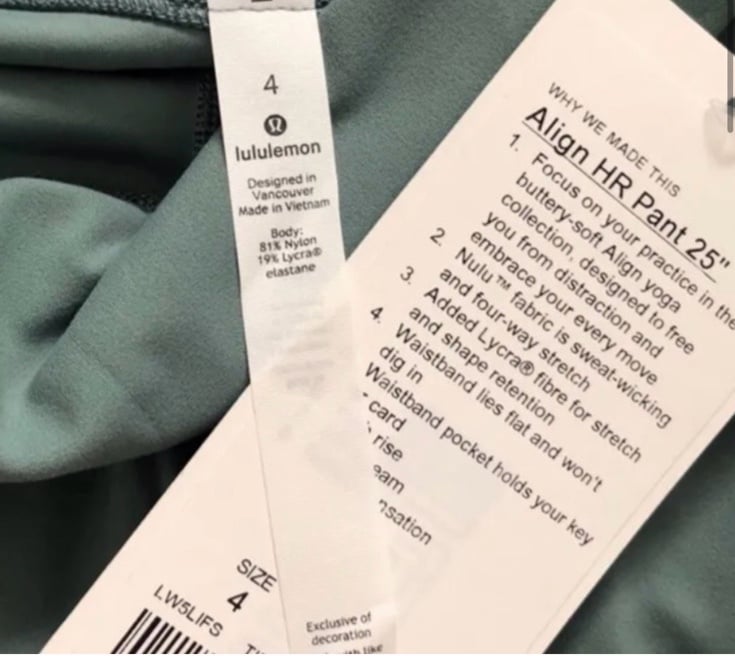 4
lululemon
Designed in
Vancouver
Made in Vietnam
Body:
81% Nylon
19% Lycra®
elastane
Exclusive of
decoration
like
WHY WE MADE THIS
Align HR Pant 25"
1. Focus on your practice in the
buttery-soft Align yoga
collection, designed to free
you from distraction and
embrace your every move
2. Nulu™ fabric is sweat-wicking
and four-way stretch
3. Added Lycra® fibre for stretch
and shape retention
4. Waistband lies flat and won't
dig in
Waistband pocket holds your key
card
rise
SIZE
4
LW5LIFS